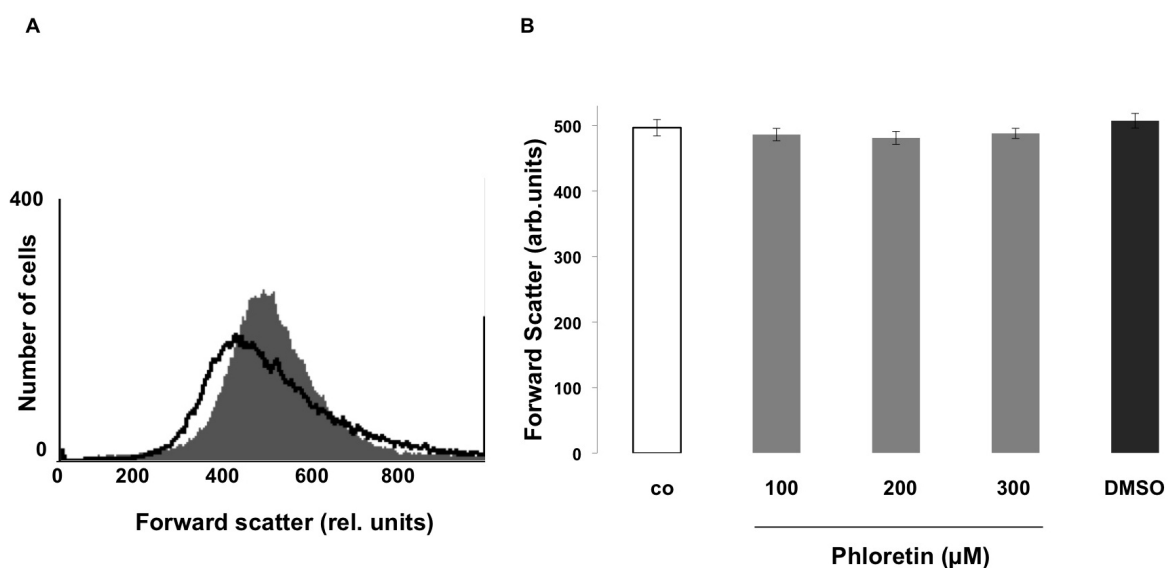 A
400
Number of cells
0
0 200 400 600 800
Forward scatter (rel. units)
B
Forward Scatter (arb.units)
500
400
300
200
100
0
co 100 200 300 DMSO
Phloretin (µM)